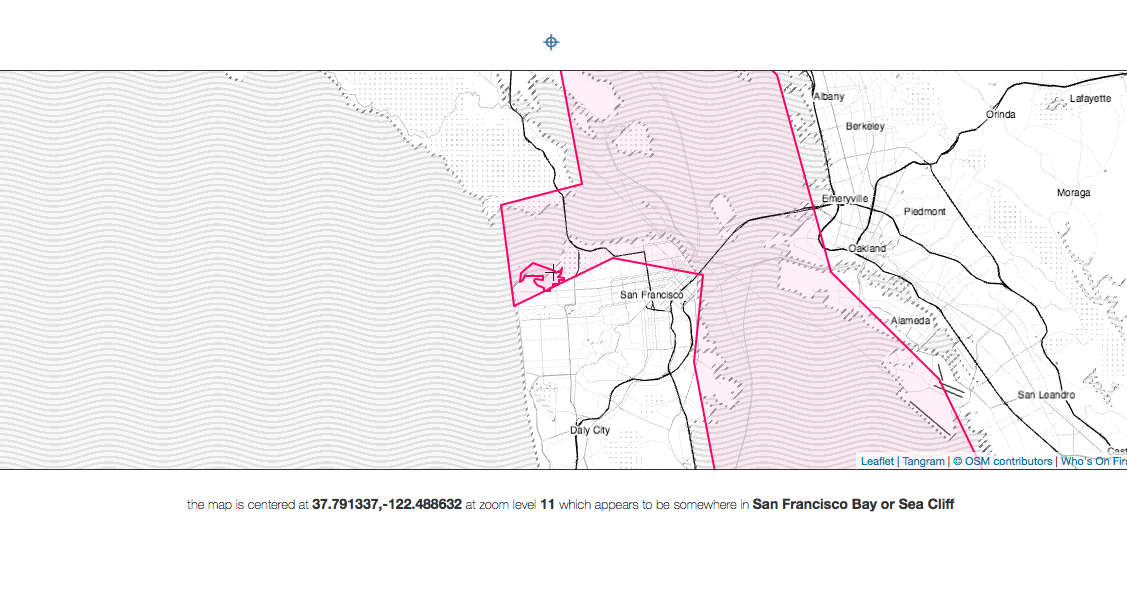 Albany
Lafayette
Orinda
Berkeley
Moraga
Emeryville
Piedmont
Oakland
San Francisco
Alameda
San Leandro
Daly City
Cast
Leaflet | Tangram | © OSM contributors | Who's On Firs
the map is centered at 37.791337,-122.488632 at zoom level 11 which appears to be somewhere in San Francisco Bay or Sea Cliff